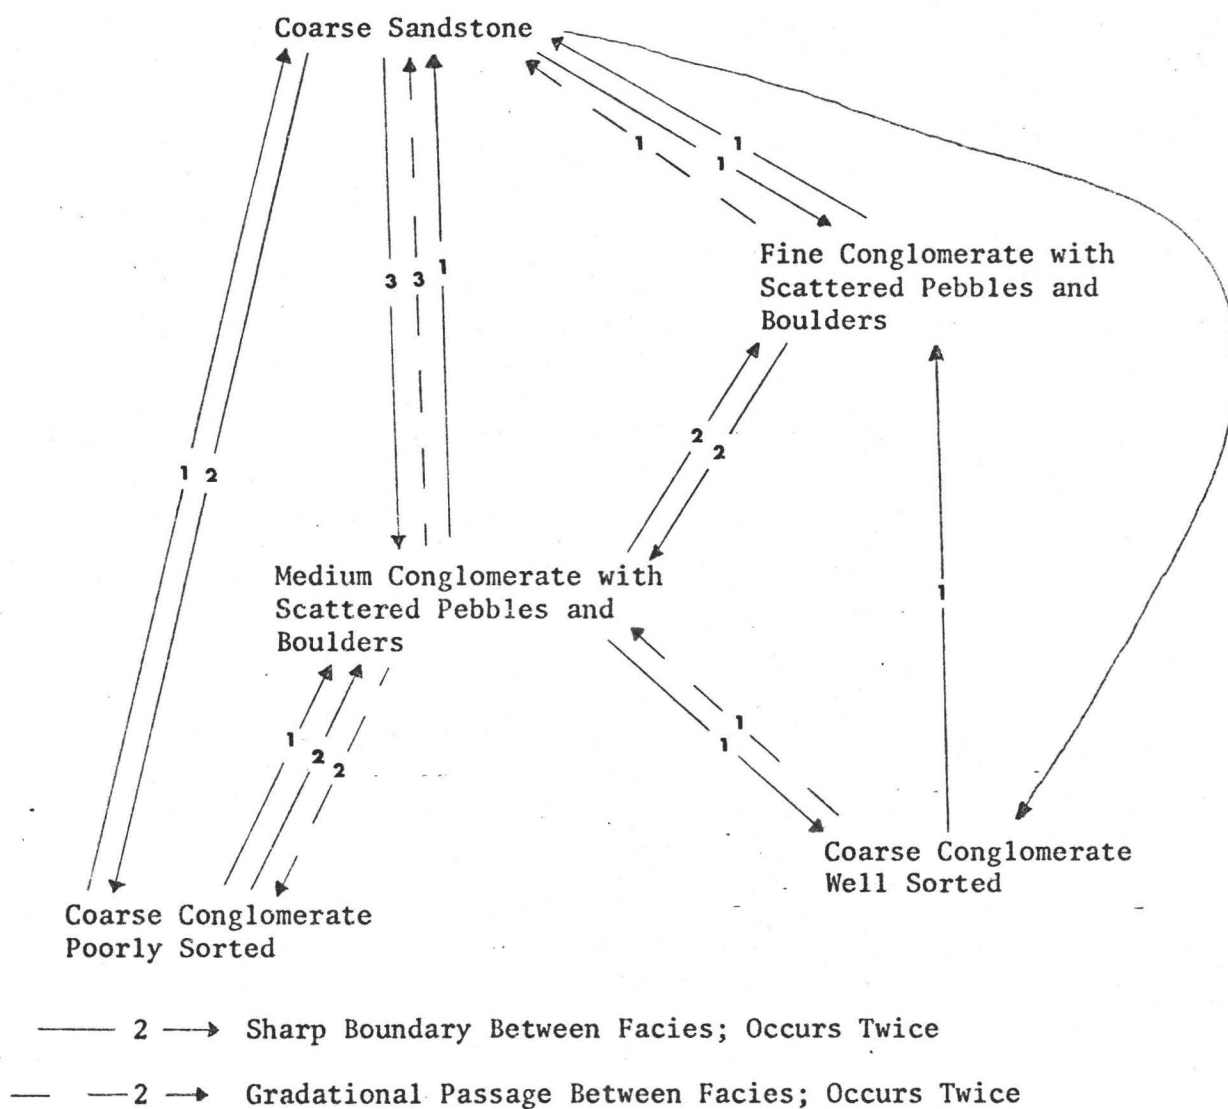 Coarse Sandstone
1
1
1
Fine Conglomerate with
Scattered Pebbles and
Boulders
3 3 1
2
2
1 2
Medium Conglomerate with
Scattered Pebbles and
Boulders
1
1
1
1
2
2
Coarse Conglomerate
Well Sorted
Coarse Conglomerate
Poorly Sorted
2 Sharp Boundary Between Facies; Occurs Twice
2 Gradational Passage Between Facies; Occurs Twice